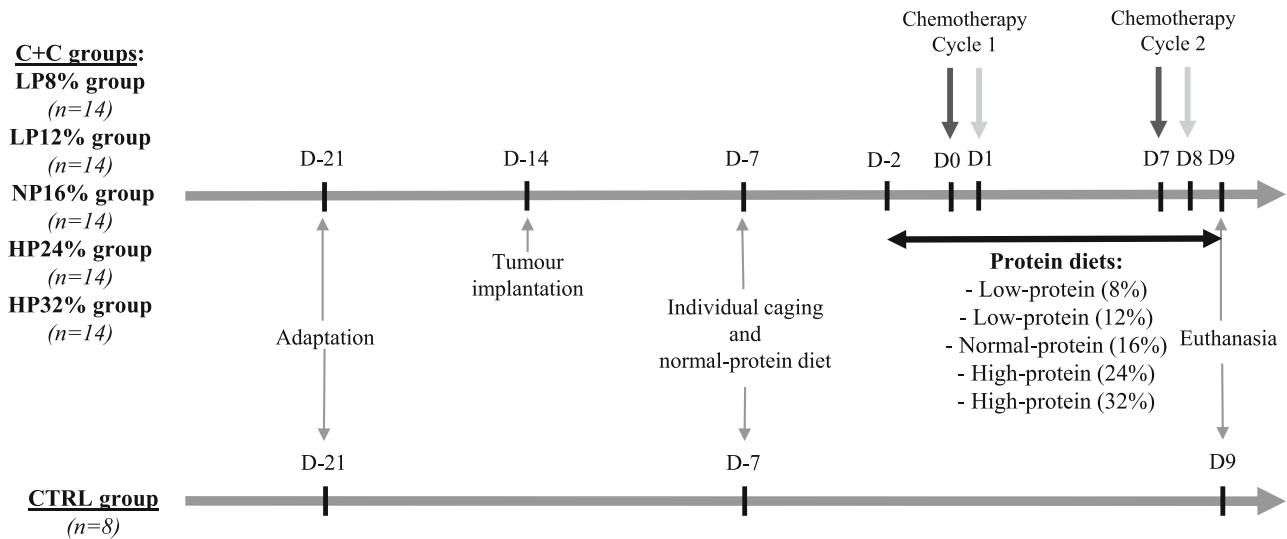 C+C groups:
LP8% group
(n=14)
LP12% group
(n=14)
NP16% group
(n=14)
HP24% group
(n=14)
HP32% group
(n=14)
Chemotherapy
Cycle 1
Chemotherapy
Cycle 2
D-21
D-14
D-7
D-2
D0
D1
D7
D8
D9
Adaptation
Tumour
implantation
Individual caging
and
normal-protein diet
Protein diets:
- Low-protein (8%)
- Low-protein (12%)
- Normal-protein (16%)
- High-protein (24%)
- High-protein (32%)
Euthanasia
D-21
D-7
D9
CTRL group
(n=8)